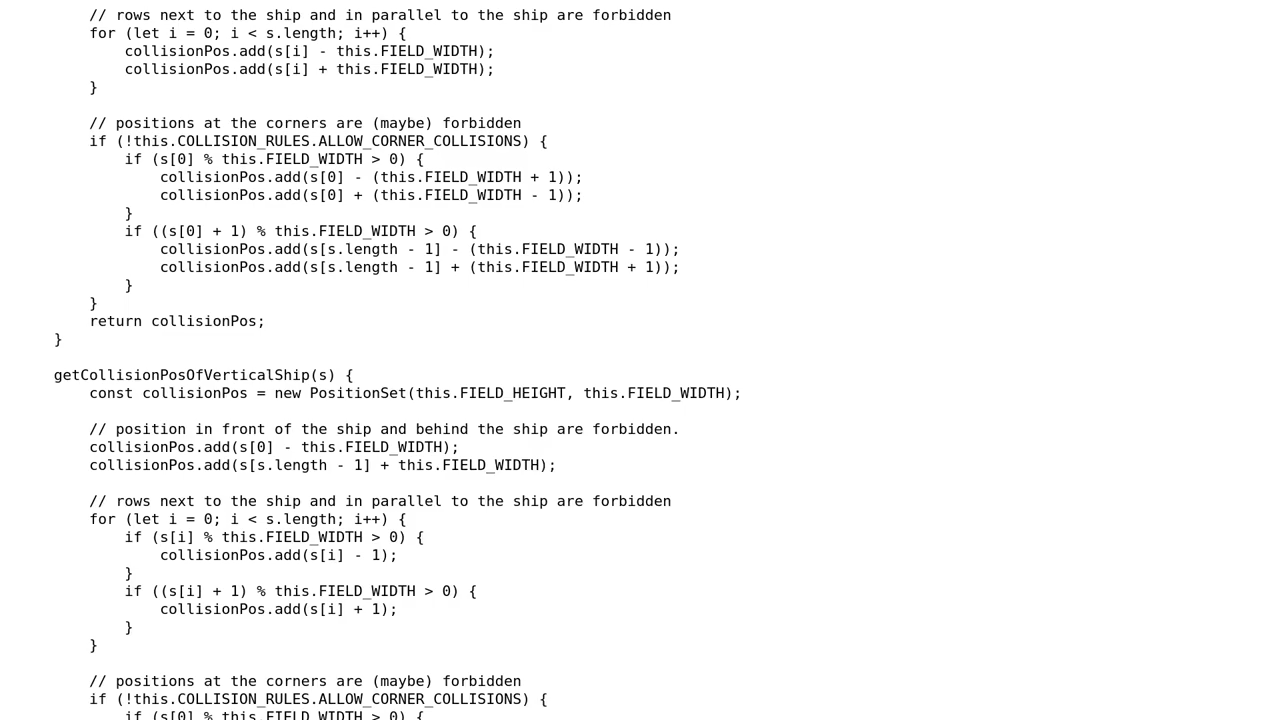 // rows next to the ship and in parallel to the ship are forbidden
for (let i = 0; i < s.length; i++) {
collisionPos.add(s[i] - this.FIELD_WIDTH);
collisionPos.add(s[i] + this.FIELD_WIDTH);
}
// positions at the corners are (maybe) forbidden
if (!this.COLLISION_RULES.ALLOW_CORNER_COLLISIONS) {
if (s[0] % this.FIELD_WIDTH > 0) {
collisionPos.add(s[0] - (this.FIELD_WIDTH + 1));
collisionPos.add(s[0] + (this.FIELD_WIDTH - 1));
}
if ((s[0] + 1) % this.FIELD_WIDTH > 0) {
collisionPos.add(s[s.length - 1] - (this.FIELD_WIDTH - 1));
collisionPos.add(s[s.length - 1] + (this.FIELD_WIDTH + 1));
}
}
return collisionPos;
}
getCollisionPosOfVerticalShip(s) {
const collisionPos = new PositionSet(this.FIELD_HEIGHT, this.FIELD_WIDTH);
// position in front of the ship and behind the ship are forbidden.
collisionPos.add(s[0] - this.FIELD_WIDTH);
collisionPos.add(s[s.length - 1] + this.FIELD_WIDTH);
// rows next to the ship and in parallel to the ship are forbidden
for (let i = 0; i < s.length; i++) {
if (s[i] % this.FIELD_WIDTH > 0) {
collisionPos.add(s[i] - 1);
}
if ((s[i] + 1) % this.FIELD_WIDTH > 0) {
collisionPos.add(s[i] + 1);
}
}
// positions at the corners are (maybe) forbidden
if (!this.COLLISION_RULES.ALLOW_CORNER_COLLISIONS) {
if (s[0] % this.FIELD_WIDTH > 0) {